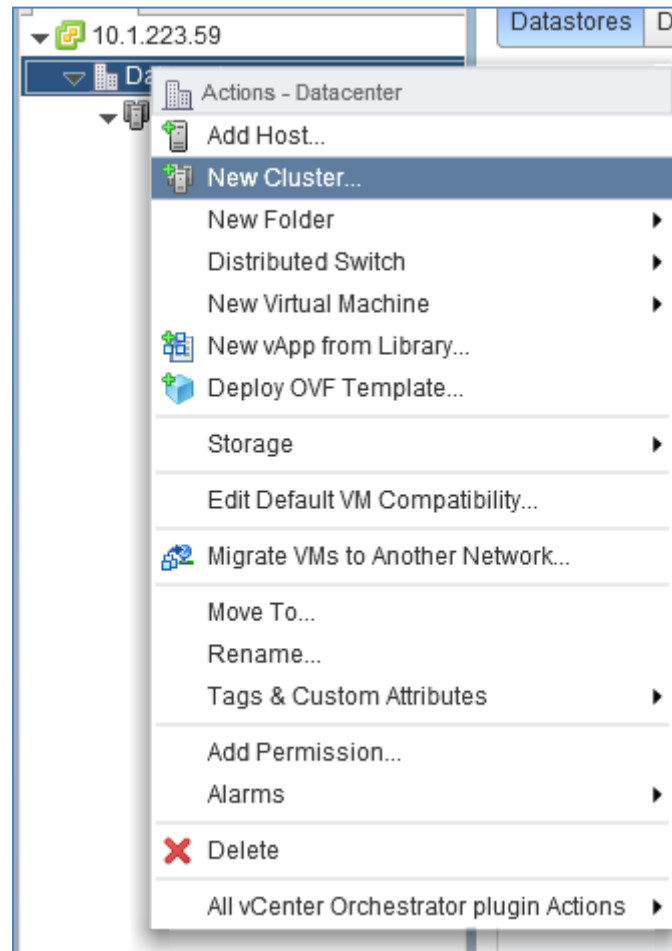 10.1.223.59
Datastores
Actions - Datacenter
Add Host...
New Cluster...
New Folder
Distributed Switch
New Virtual Machine
New vApp from Library...
Deploy OVF Template...
Storage
Edit Default VM Compatibility...
Migrate VMs to Another Network...
Move To...
Rename...
Tags & Custom Attributes
Add Permission...
Alarms
Delete
All vCenter Orchestrator plugin Actions